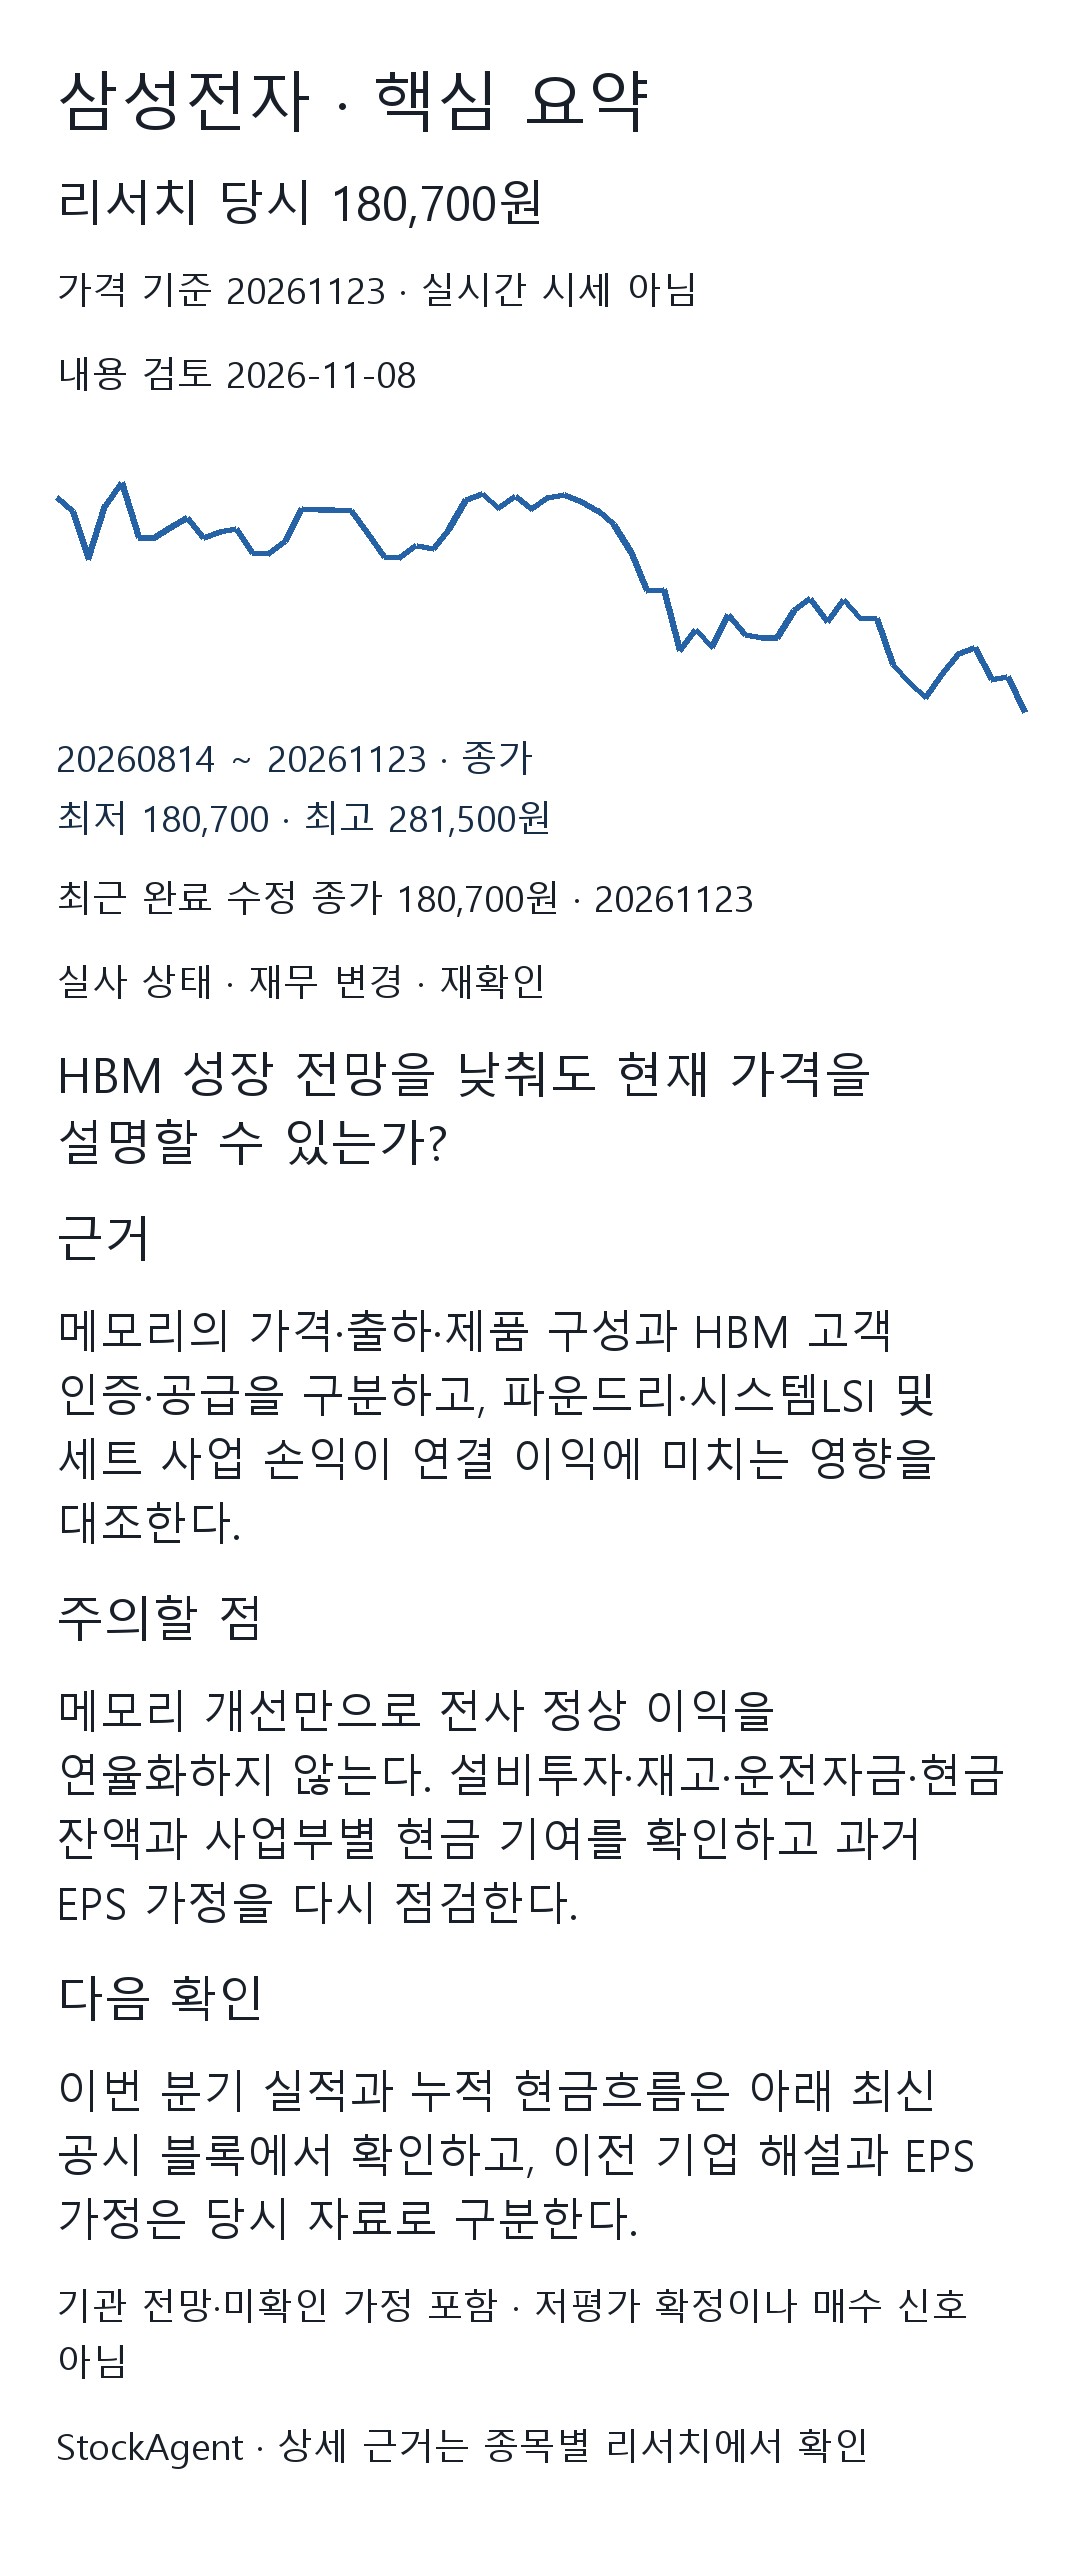 삼성전자 · 핵심 요약
리서치 당시 180,700원
가격 기준 20261123 · 실시간 시세 아님
내용 검토 2026-11-08
20260814 ~ 20261123 · 종가
최저 180,700 · 최고 281,500원
최근 완료 수정 종가 180,700원 · 20261123
실사 상태 · 재무 변경 · 재확인
HBM 성장 전망을 낮춰도 현재 가격을
설명할 수 있는가?
근거
메모리의 가격·출하·제품 구성과 HBM 고객
인증·공급을 구분하고, 파운드리·시스템LSI 및
세트 사업 손익이 연결 이익에 미치는 영향을
대조한다.
주의할 점
메모리 개선만으로 전사 정상 이익을
연율화하지 않는다. 설비투자·재고·운전자금·현금
잔액과 사업부별 현금 기여를 확인하고 과거
EPS 가정을 다시 점검한다.
다음 확인
이번 분기 실적과 누적 현금흐름은 아래 최신
공시 블록에서 확인하고, 이전 기업 해설과 EPS
가정은 당시 자료로 구분한다.
기관 전망·미확인 가정 포함 · 저평가 확정이나 매수 신호
아님
StockAgent · 상세 근거는 종목별 리서치에서 확인